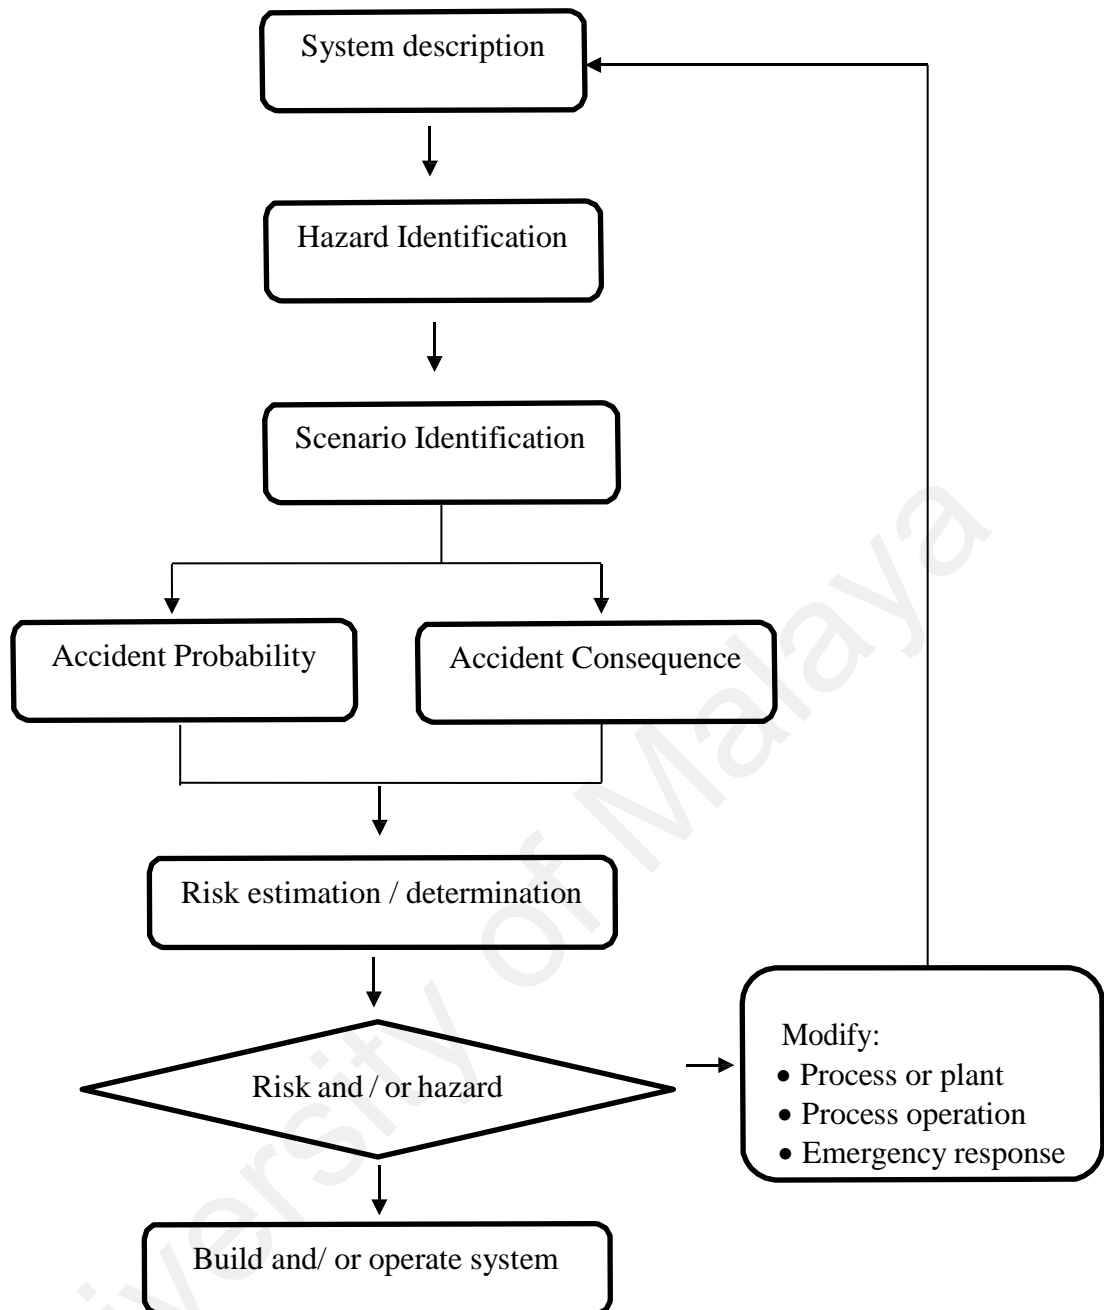 System description
Hazard Identification
Scenario Identification
Accident Probability
Accident Consequence
Risk estimation / determination
Risk and / or hazard
Modify:
• Process or plant
• Process operation
• Emergency response
Build and/ or operate system
iversity of Malaya